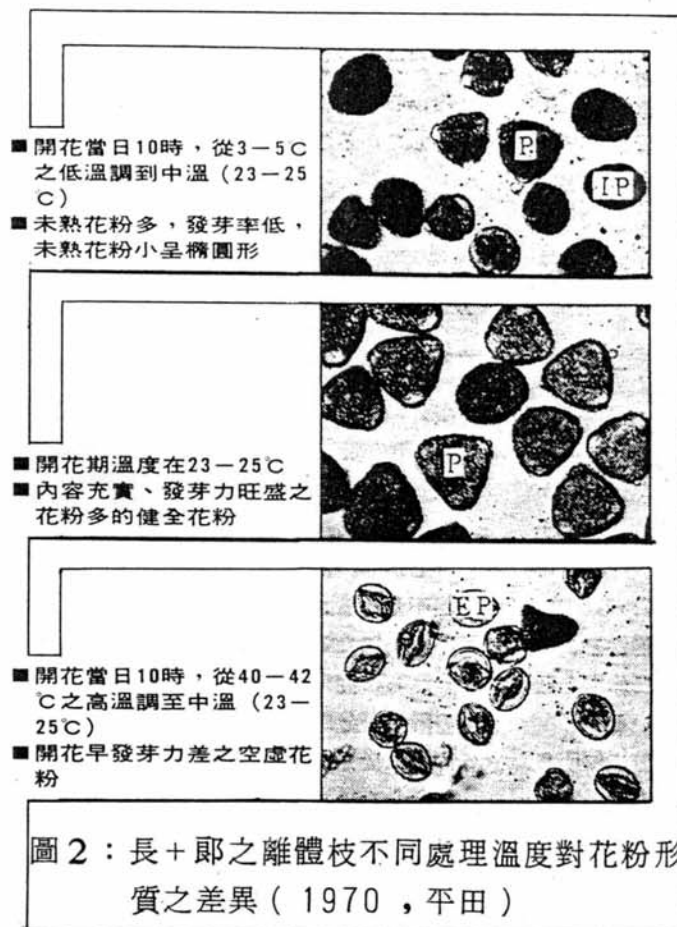 ■開花當日10時，從3－5℃
之低溫調到中溫（23－25
℃）
■未熟花粉多，發芽率低，
未熟花粉小呈橢圓形
P
IP
■開花期溫度在23－25℃
■內容充實、發芽力旺盛之
花粉多的健全花粉
P
■開花當日10時，從40－42
℃之高溫調至中溫（23－
25℃）
■開花早發芽力差之空虛花
粉
EP
圖2：長+郎之離體枝不同處理溫度對花粉形
質之差異（1970，平田）